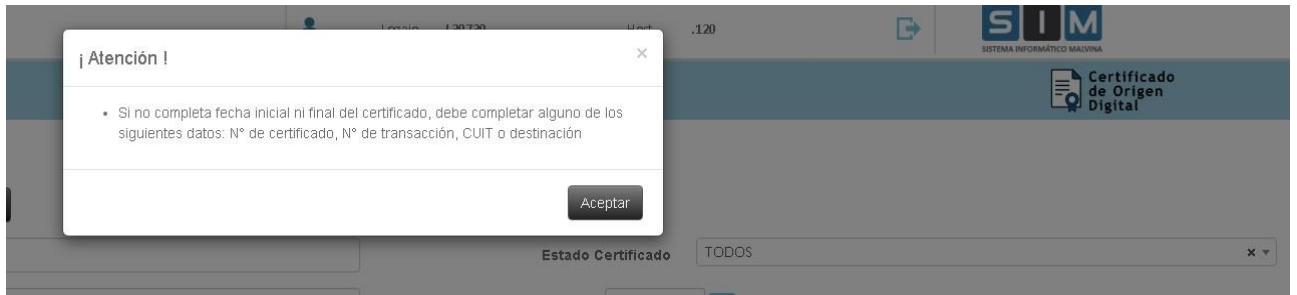 .120
SIM
SISTEMA INFORMÁTICO MALVINA
¡ Atención !
×
Certificado
de Origen
Digital
• Si no completa fecha inicial ni final del certificado, debe completar alguno de los
siguientes datos: N° de certificado, N° de transacción, CUIT o destinación
Aceptar
Estado Certificado TODOS ×